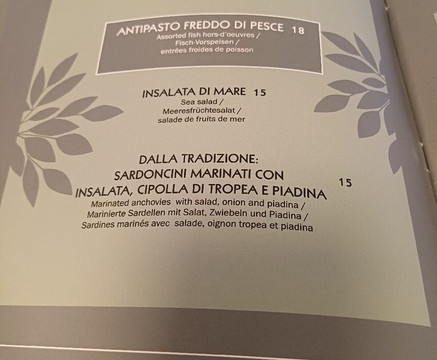 ANTIPASTO FREDDO DI PESCE 18
Assorted fish hors-d'oeuvres /
Fisch-Vorspeisen /
entrées froides de poisson
INSALATA DI MARE 15
Sea salad /
Meeresfrüchtesalat /
salade de fruits de mer
DALLA TRADIZIONE:
SARDONCINI MARINATI CON
INSALATA, CIPOLLA DI TROPEA E PIADINA 15
Marinated anchovies with salad, onion and piadina /
Marinierte Sardellen mit Salat, Zwiebeln und Piadina /
Sardines marinés avec salade, oignon tropea et piadina